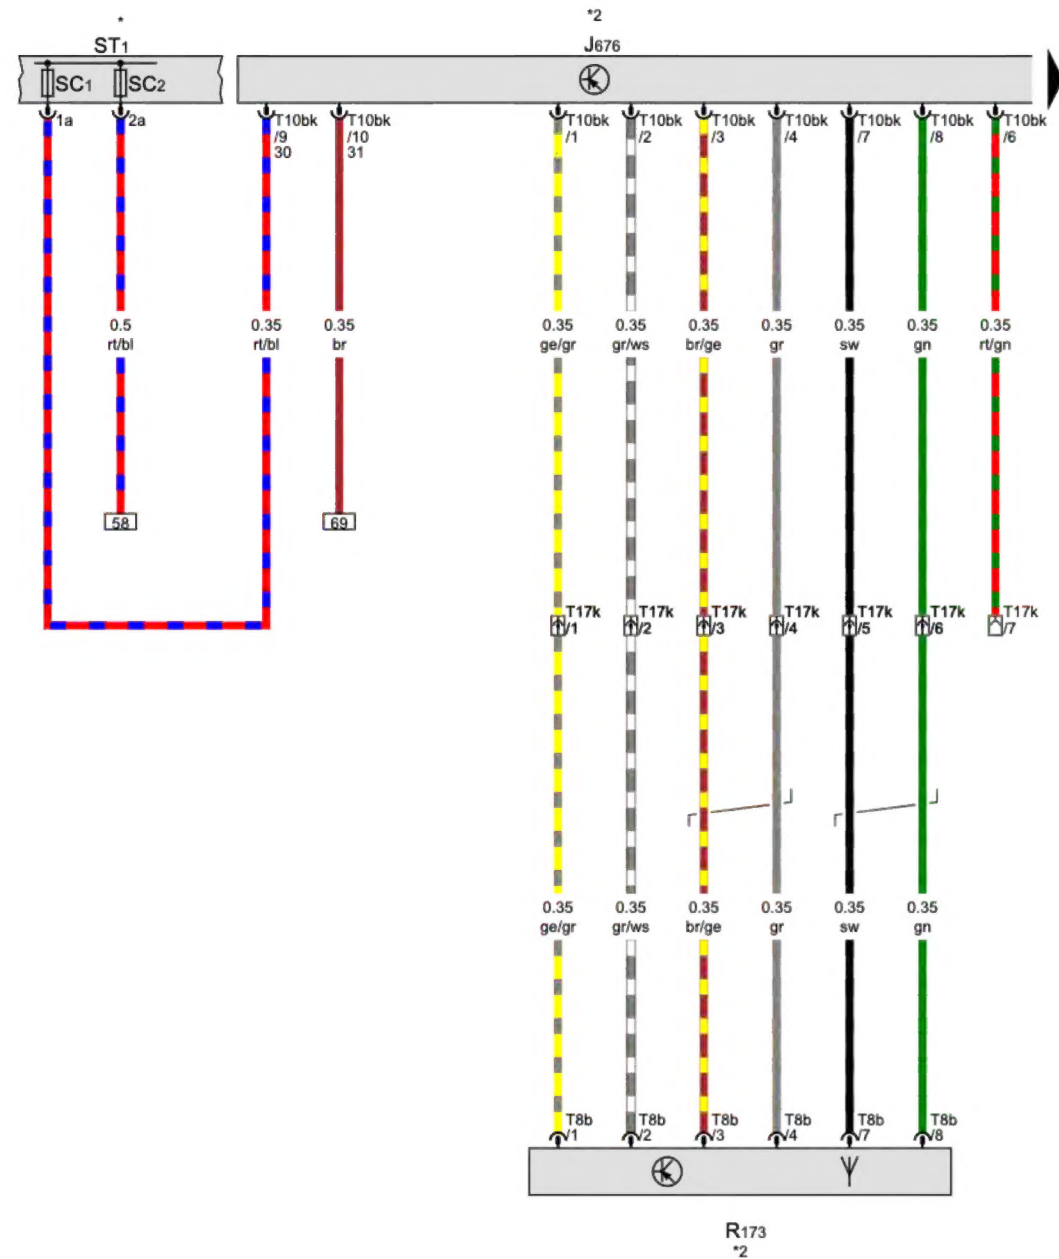 *
*2
ST1
J676
SC1 SC2
1a 2a T10bk T10bk T10bk T10bk T10bk T10bk T10bk T10bk T10bk
/9 /10 /1 /2 /3 /4 /7 /8 /6
30 31
0.5 0.35 0.35 0.35 0.35 0.35 0.35 0.35 0.35 0.35
rt/bl rt/bl br ge/gr gr/ws br/ge gr sw gn rt/gn
58 69
T17k T17k T17k T17k T17k T17k T17k
/1 /2 /3 /4 /5 /6 /7
0.35 0.35 0.35 0.35 0.35 0.35
ge/gr gr/ws br/ge gr sw gn
T8b T8b T8b T8b T8b T8b
/1 /2 /3 /4 /7 /8
R173
*2